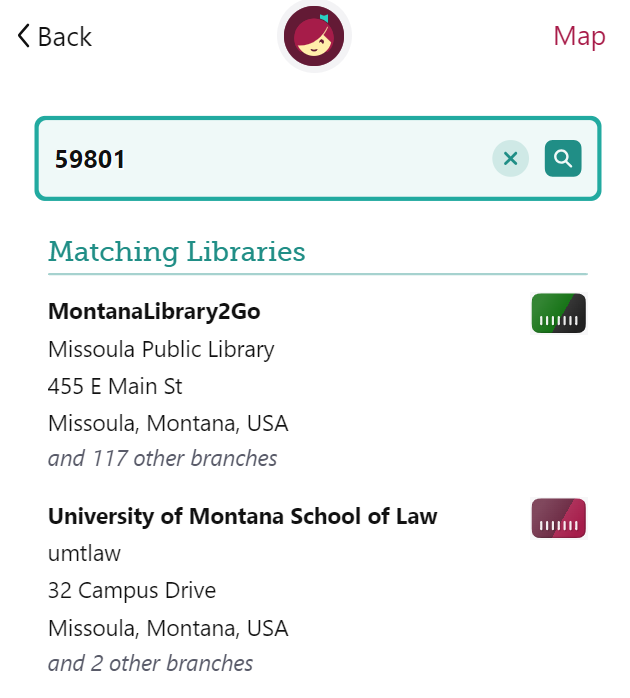 Back
Map
59801
Matching Libraries
MontanaLibrary2Go
Missoula Public Library
455 E Main St
Missoula, Montana, USA
and 117 other branches
University of Montana School of Law
umtlaw
32 Campus Drive
Missoula, Montana, USA
and 2 other branches